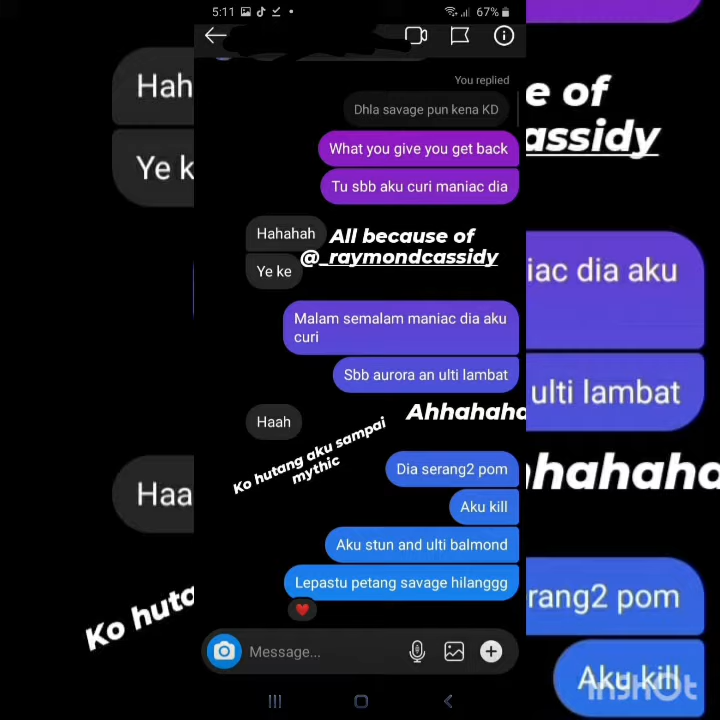 5:11
67%
You replied
Dhla savage pun kena KD
What you give you get back
Tu sbb aku curi maniac dia
Hahahah
All because of
@_raymondcassidy
Ye ke
Malam semalam maniac dia aku
curi
Sbb aurora an ulti lambat
Ahhahaha
Haah
Ko hutang aku sampai
mythic
Dia serang2 pom
Aku kill
Aku stun and ulti balmond
Lepastu petang savage hilanggg
Message...
Hah
Ye k
Haa
Ko huta
e of
assidy
iac dia aku
ulti lambat
hahaha
rang2 pom
Aku kill
InShOt